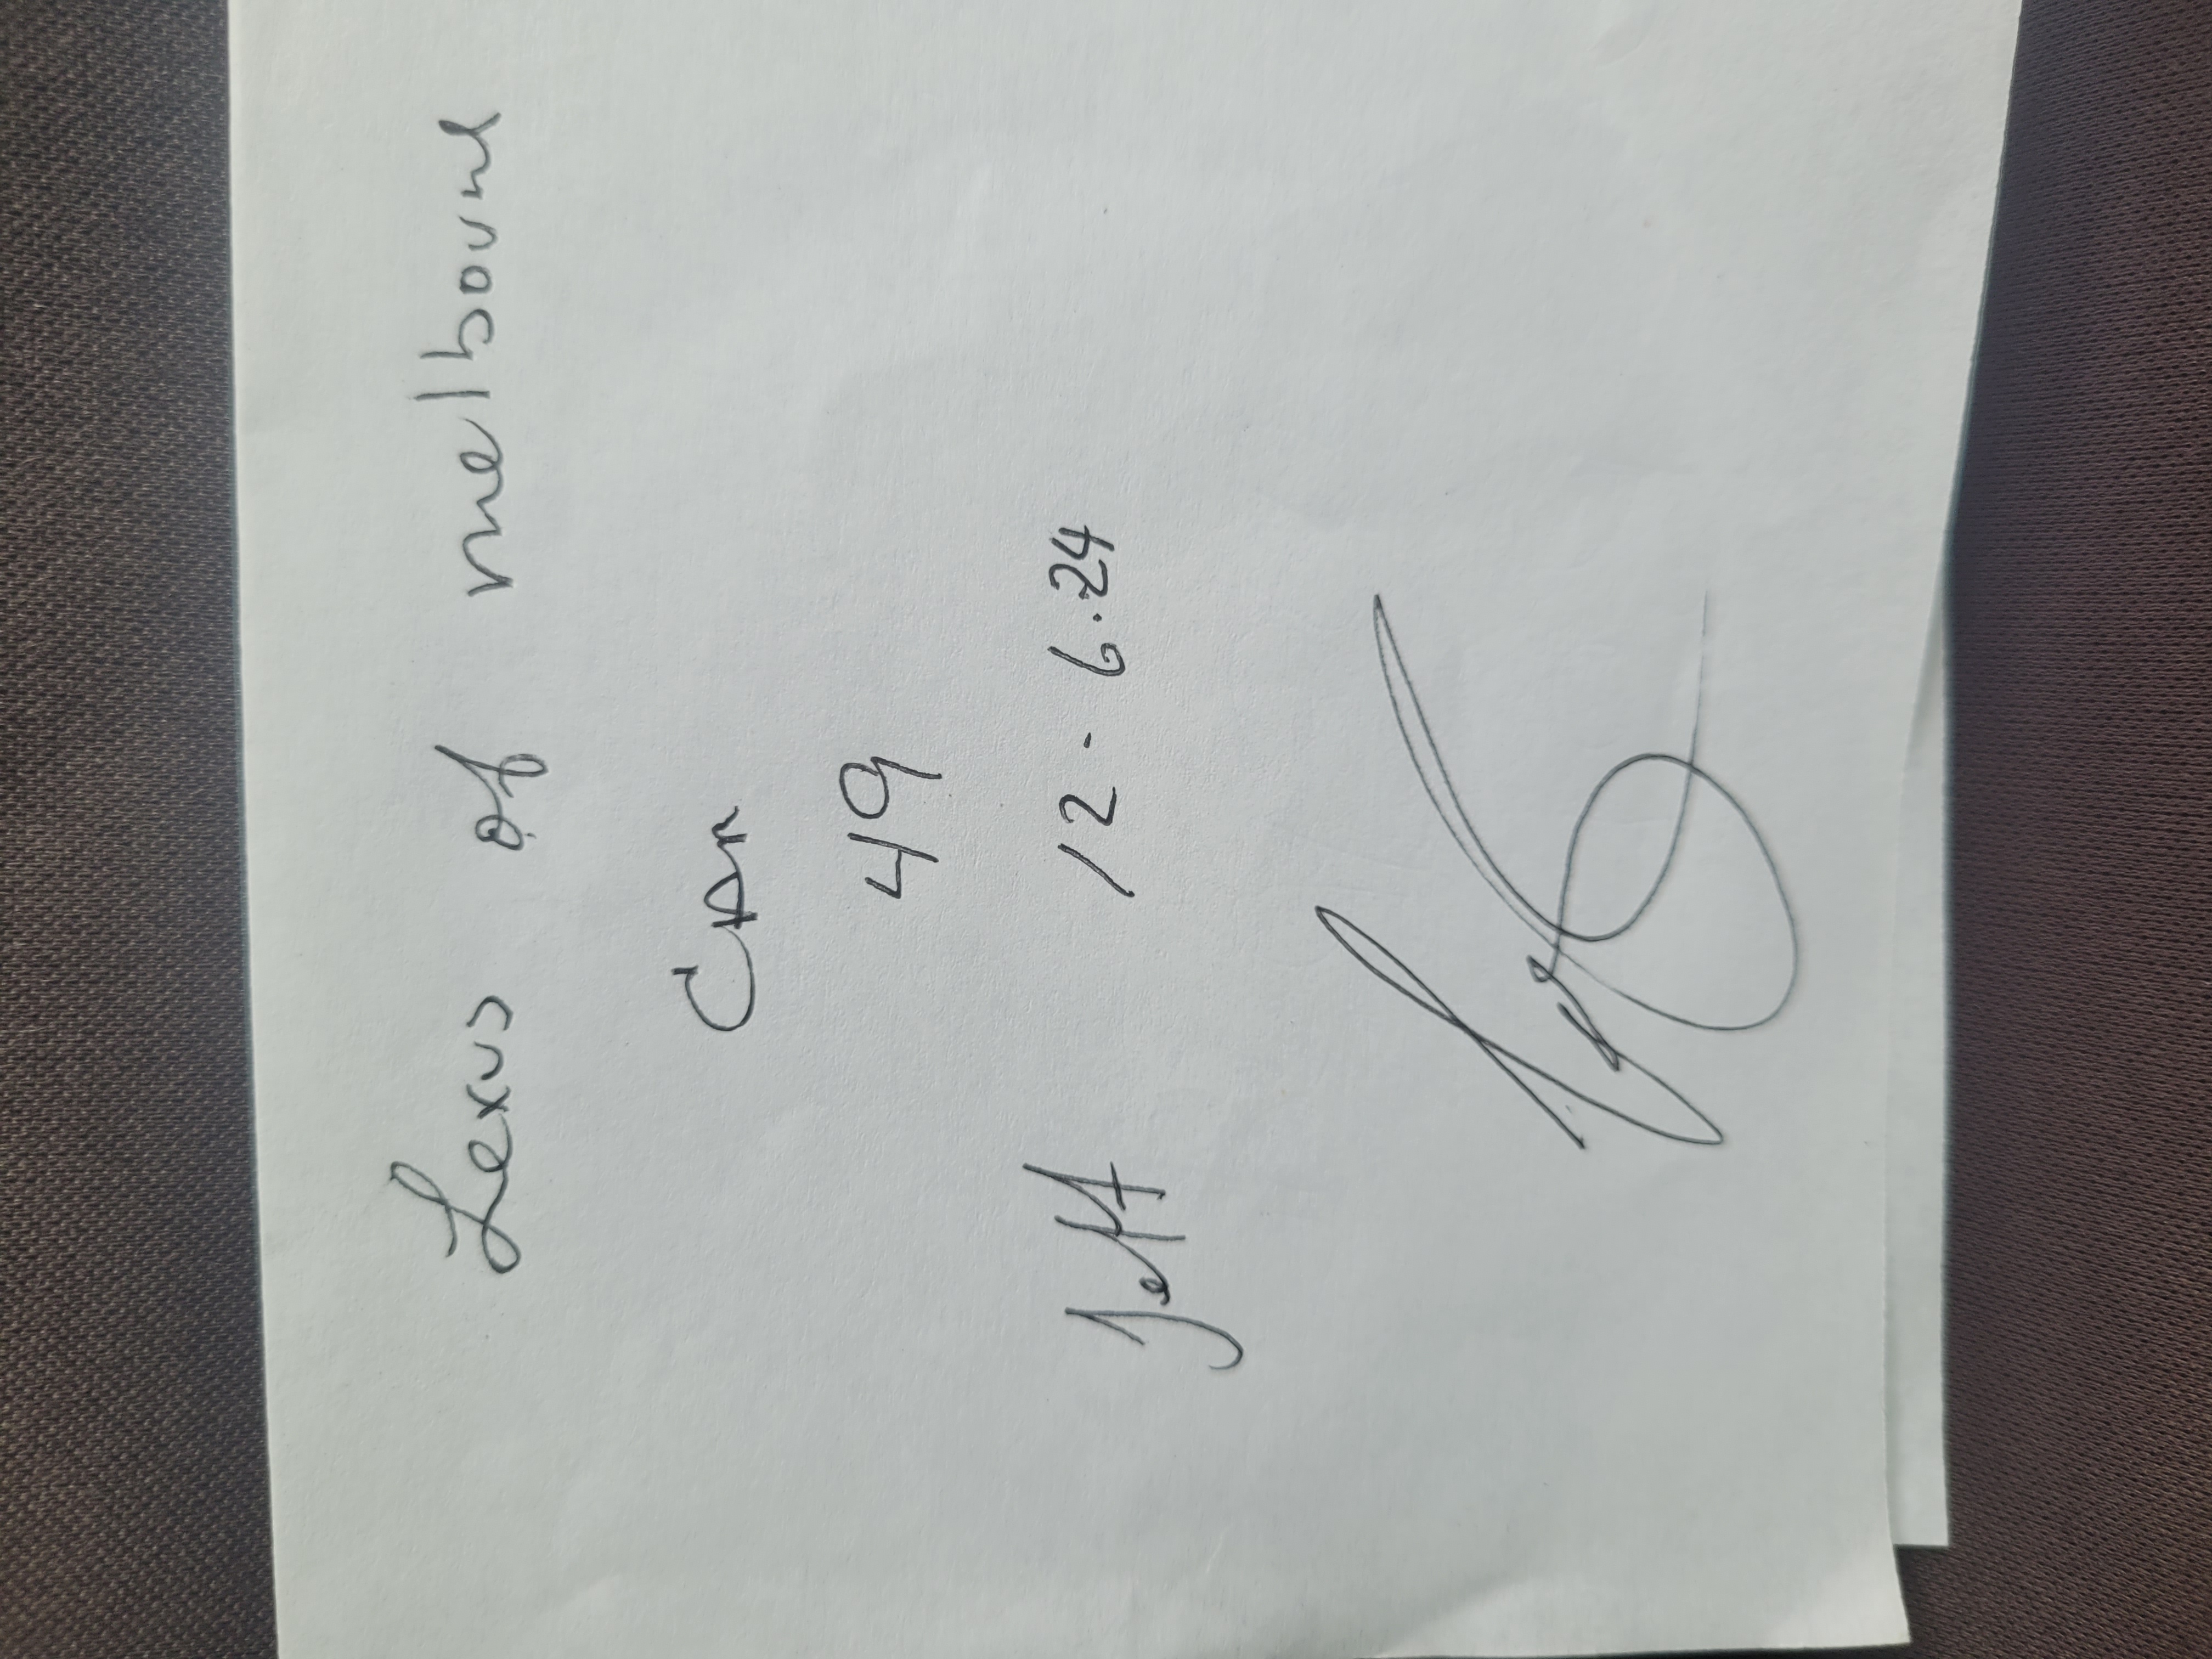 Lexus of melbourne
Car
49
Jeff 12 - 6.24